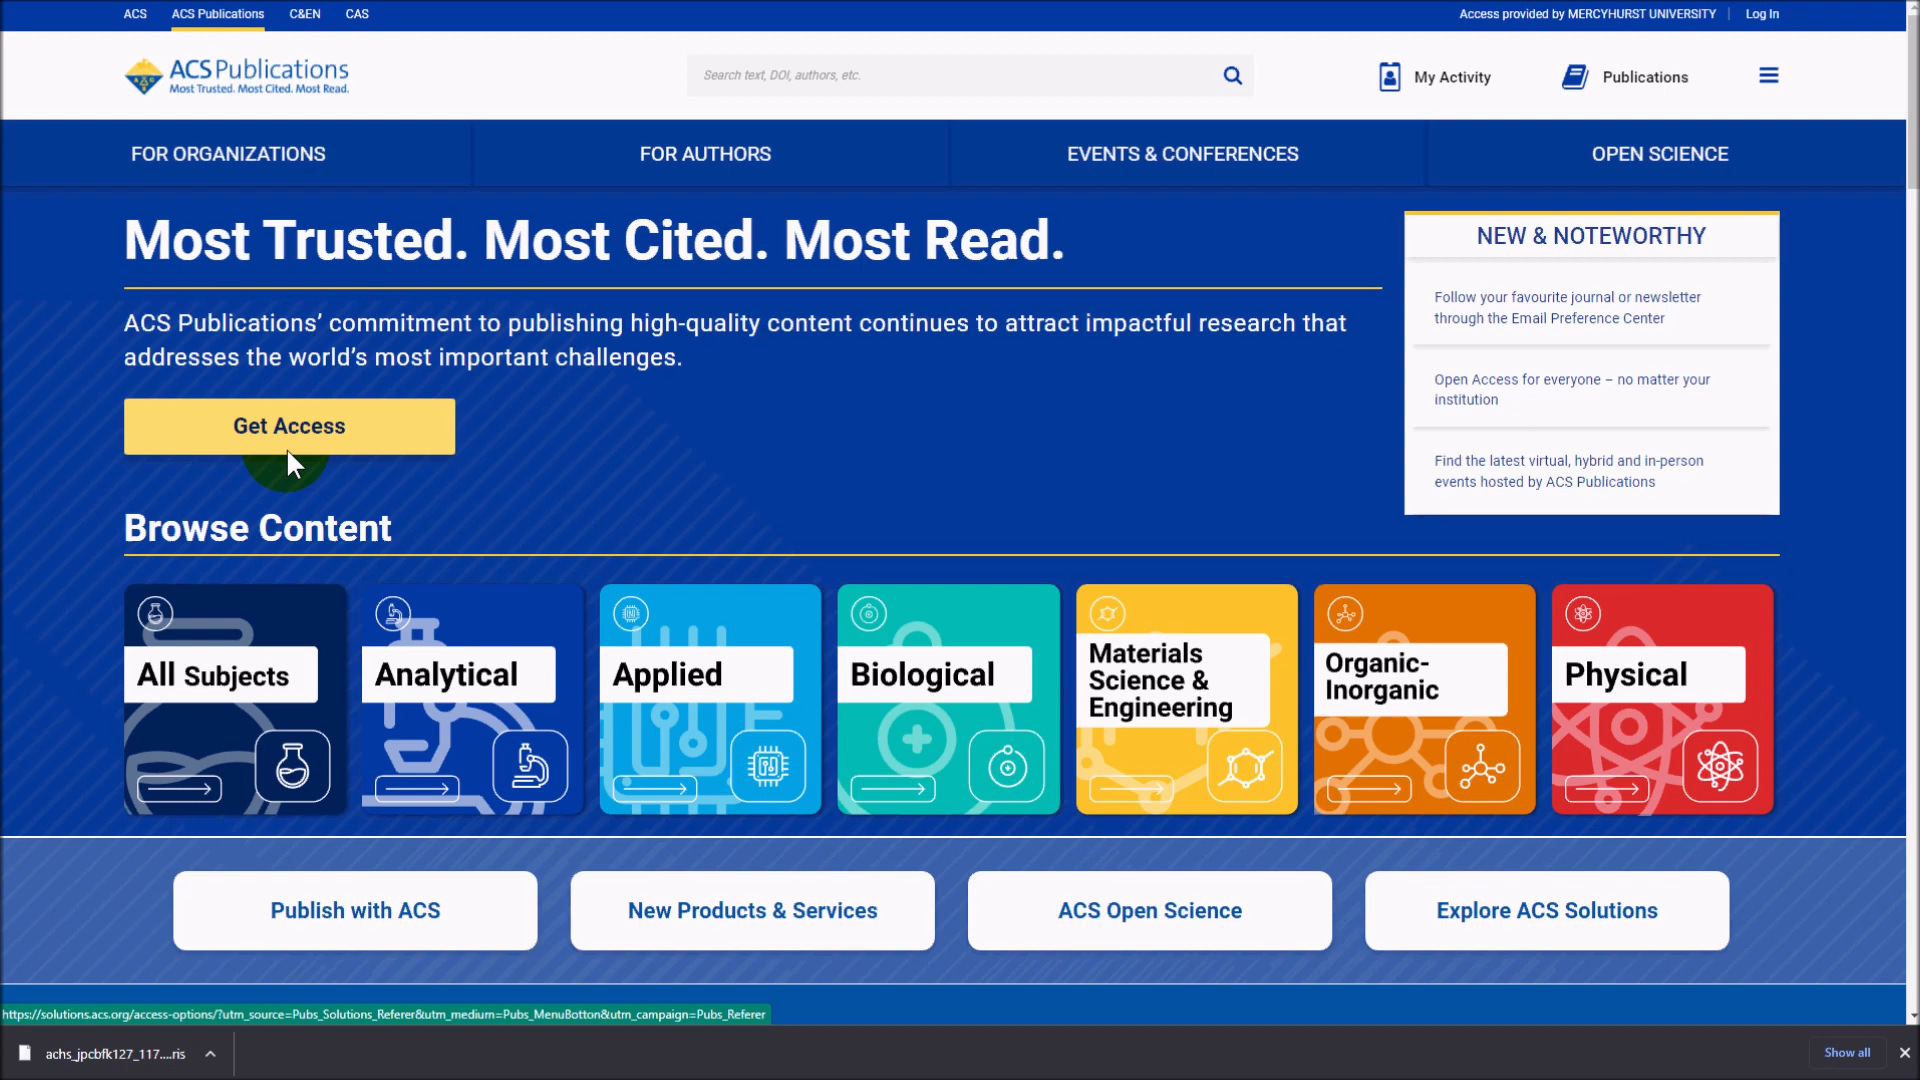 ACS ACS Publications C&EN CAS Access provided by MERCYHURST UNIVERSITY Log In
ACS Publications
Most Trusted. Most Cited. Most Read.
Search text, DOI, authors, etc.
My Activity
Publications
FOR ORGANIZATIONS
FOR AUTHORS
EVENTS & CONFERENCES
OPEN SCIENCE
Most Trusted. Most Cited. Most Read.
ACS Publications’ commitment to publishing high-quality content continues to attract impactful research that
addresses the world’s most important challenges.
Get Access
NEW & NOTEWORTHY
Follow your favourite journal or newsletter
through the Email Preference Center
Open Access for everyone – no matter your
institution
Find the latest virtual, hybrid and in-person
events hosted by ACS Publications
Browse Content
All Subjects
Analytical
Applied
Biological
Materials
Science &
Engineering
Organic-
Inorganic
Physical
Publish with ACS
New Products & Services
ACS Open Science
Explore ACS Solutions
https://solutions.acs.org/access-options/?utm_source=Pubs_Solutions_Referer&utm_medium=Pubs_MenuBotton&utm_campaign=Pubs_Referer
achs_jpcbfk127_117....ris
Show all